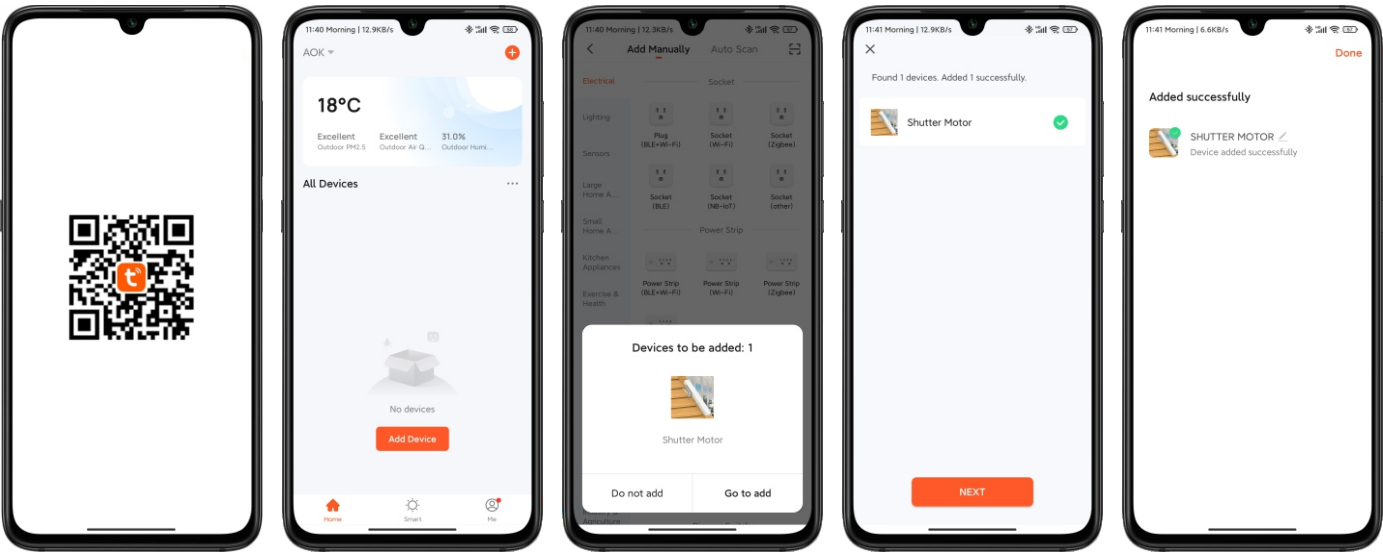 t
11:40 Morning | 12.9KB/s
AOK
18°C
Excellent Excellent 31.0%
Outdoor PM2.5 Outdoor Air Q... Outdoor Humi...
All Devices
No devices
Add Device
Home Smart Me
11:40 Morning | 12.3KB/s
Add Manually Auto Scan
Electrical
Socket
Lighting
Plug
(BLE+Wi-Fi)
Socket
(Wi-Fi)
Socket
(Zigbee)
Sensors
Large
Home A...
Socket
(BLE)
Socket
(NB-IoT)
Socket
(other)
Small
Home A...
Power Strip
Kitchen
Appliances
Power Strip
(BLE+Wi-Fi)
Power Strip
(Wi-Fi)
Power Strip
(Zigbee)
Exercise &
Health
Devices to be added: 1
Shutter Motor
Do not add Go to add
Agriculture
11:41 Morning | 12.9KB/s
Found 1 devices. Added 1 successfully.
Shutter Motor
NEXT
11:41 Morning | 6.6KB/s
Done
Added successfully
SHUTTER MOTOR
Device added successfully